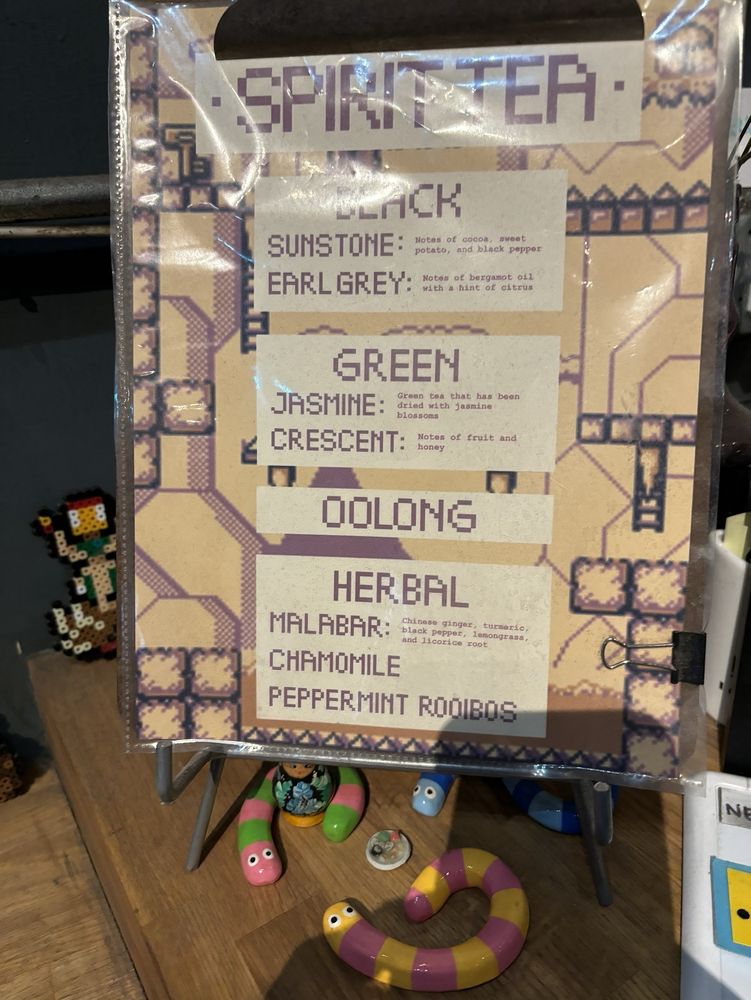 ·SPIRIT TEA·
BLACK
SUNSTONE: Notes of cocoa, sweet
potato, and black pepper
EARL GREY: Notes of bergamot oil
with a hint of citrus
GREEN
JASMINE: Green tea that has been
dried with jasmine
blossoms
CRESCENT: Notes of fruit and
honey
OOLONG
HERBAL
MALABAR: Chinese ginger, turmeric,
black pepper, lemongrass,
and licorice root
CHAMOMILE
PEPPERMINT ROOIBOS